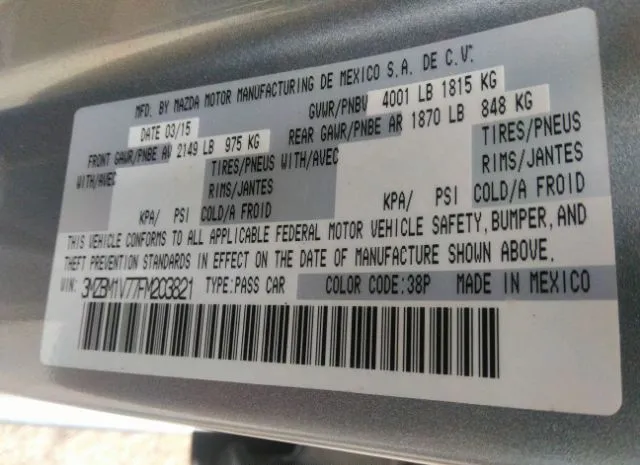 MFD. BY MAZDA MOTOR MANUFACTURING DE MEXICO S.A. DE C.V.
DATE 03/15 GVWR/PNBV 4001 LB 1815 KG
FRONT GAWR/PNBE AV 2149 LB 975 KG REAR GAWR/PNBE AR 1870 LB 848 KG
WITH/AVEC TIRES/PNEUS WITH/AVEC TIRES/PNEUS
RIMS/JANTES RIMS/JANTES
KPA/ PSI COLD/A FROID KPA/ PSI COLD/A FROID
THIS VEHICLE CONFORMS TO ALL APPLICABLE FEDERAL MOTOR VEHICLE SAFETY, BUMPER, AND
THEFT PREVENTION STANDARDS IN EFFECT ON THE DATE OF MANUFACTURE SHOWN ABOVE.
VIN: 3MZBM1V77FM203821 TYPE:PASS CAR COLOR CODE:38P MADE IN MEXICO